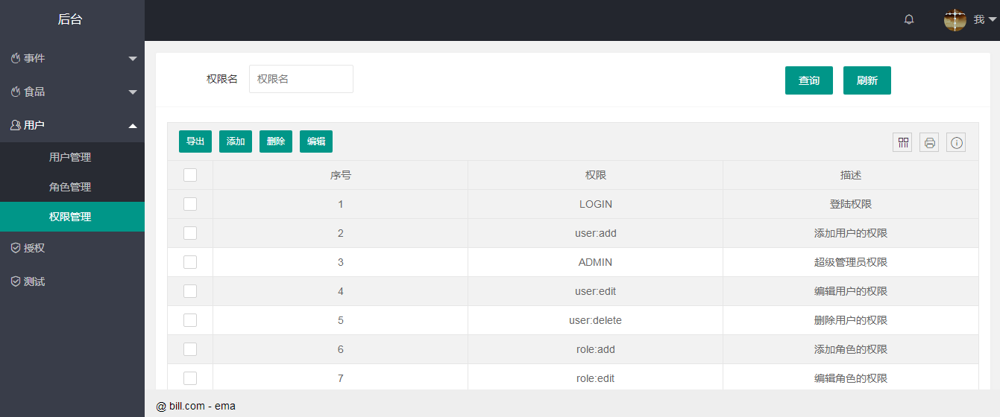 后台
我
事件
食品
用户
用户管理
角色管理
权限管理
授权
测试
权限名 权限名 查询 刷新
导出 添加 删除 编辑
序号 权限 描述
1 LOGIN 登陆权限
2 user:add 添加用户的权限
3 ADMIN 超级管理员权限
4 user:edit 编辑用户的权限
5 user:delete 删除用户的权限
6 role:add 添加角色的权限
7 role:edit 编辑角色的权限
@ bill.com - ema